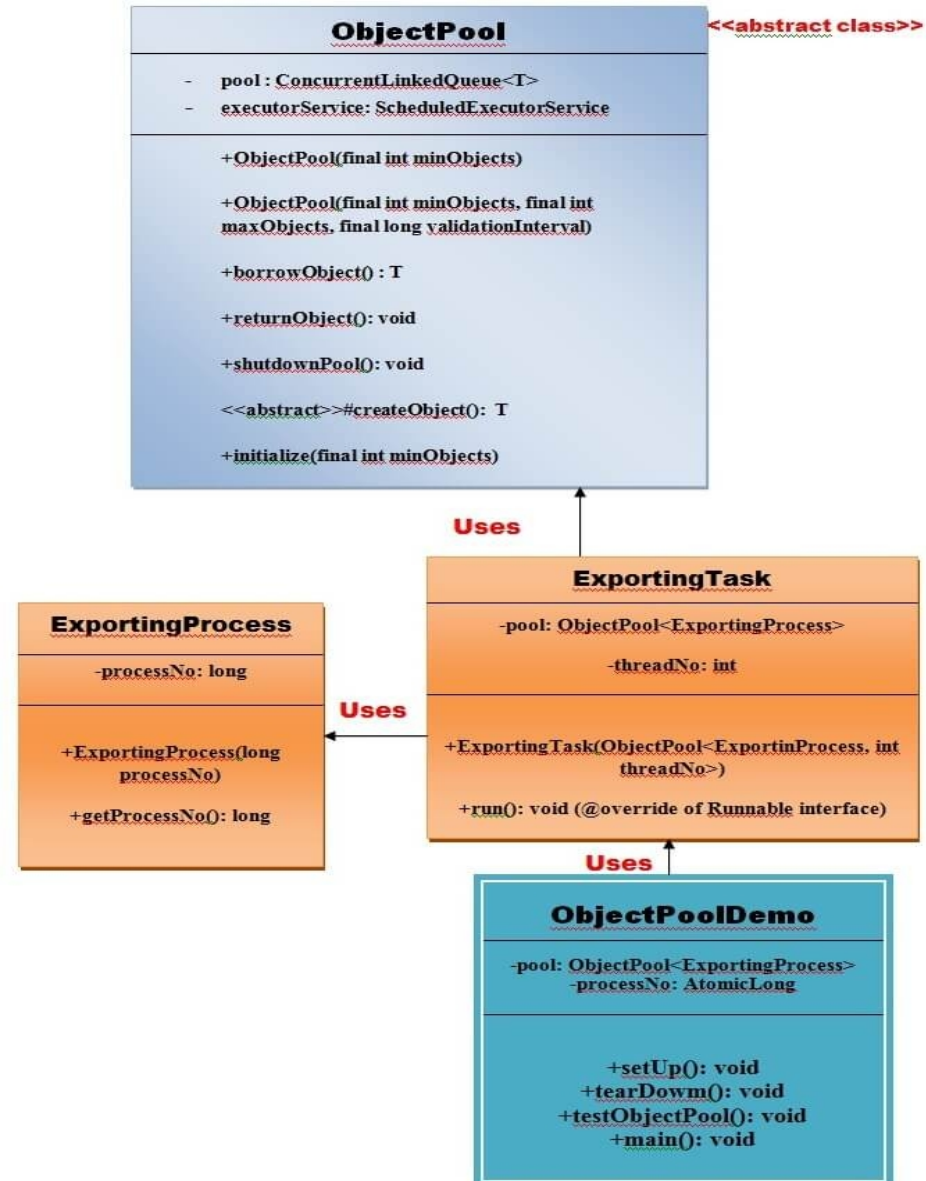 ObjectPool
<<abstract class>>
- pool : ConcurrentLinkedQueue<T>
- executorService: ScheduledExecutorService
+ObjectPool(final int minObjects)
+ObjectPool(final int minObjects, final int
maxObjects, final long validationInterval)
+borrowObject() : T
+returnObject(): void
+shutdownPool(): void
<<abstract>>#createObject(): T
+initialize(final int minObjects)
Uses
ExportingTask
-pool: ObjectPool<ExportingProcess>
-threadNo: int
+ExportingTask(ObjectPool<ExportinProcess, int
threadNo>)
+run(): void (@override of Runnable interface)
ExportingProcess
-processNo: long
+ExportingProcess(long
processNo)
+getProcessNo(): long
Uses
Uses
ObjectPoolDemo
-pool: ObjectPool<ExportingProcess>
-processNo: AtomicLong
+setUp(): void
+tearDowm(): void
+testObjectPool(): void
+main(): void